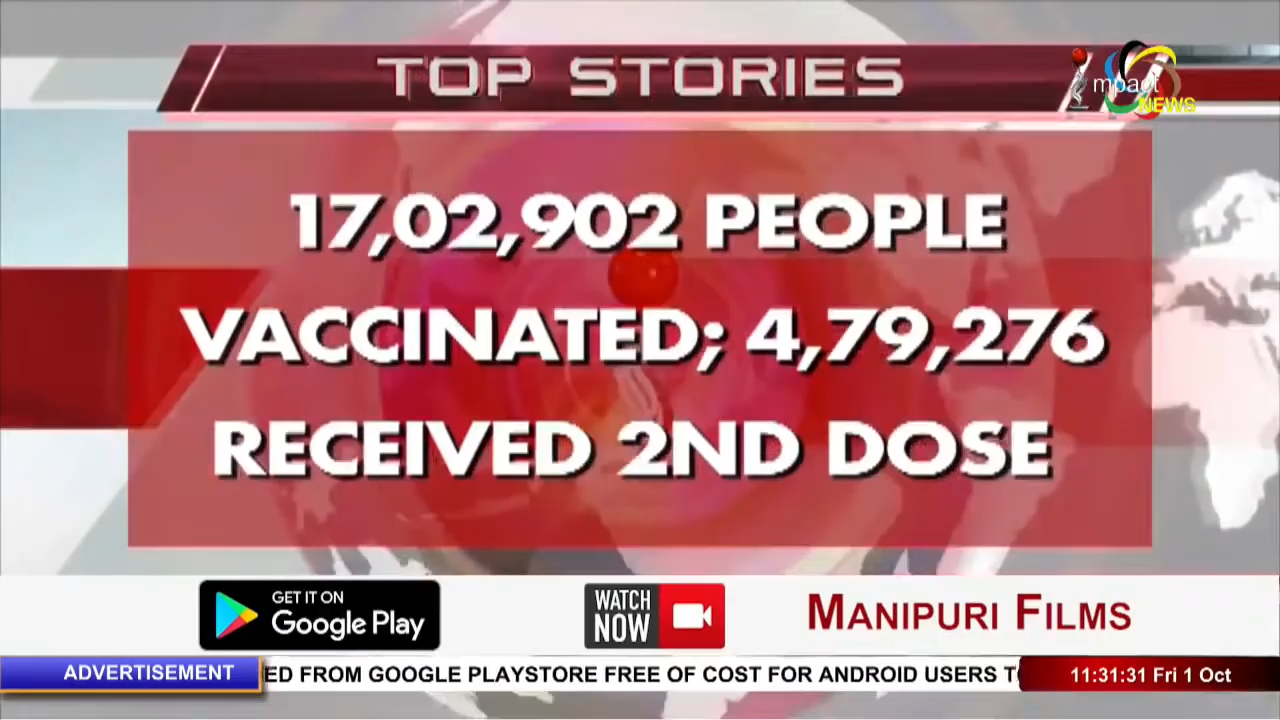 TOP STORIES
mpact
NEWS
17,02,902 PEOPLE
VACCINATED; 4,79,276
RECEIVED 2ND DOSE
GET IT ON
Google Play
WATCH
NOW
MANIPURI FILMS
ADVERTISEMENT
ED FROM GOOGLE PLAYSTORE FREE OF COST FOR ANDROID USERS T
11:31:31 Fri 1 Oct